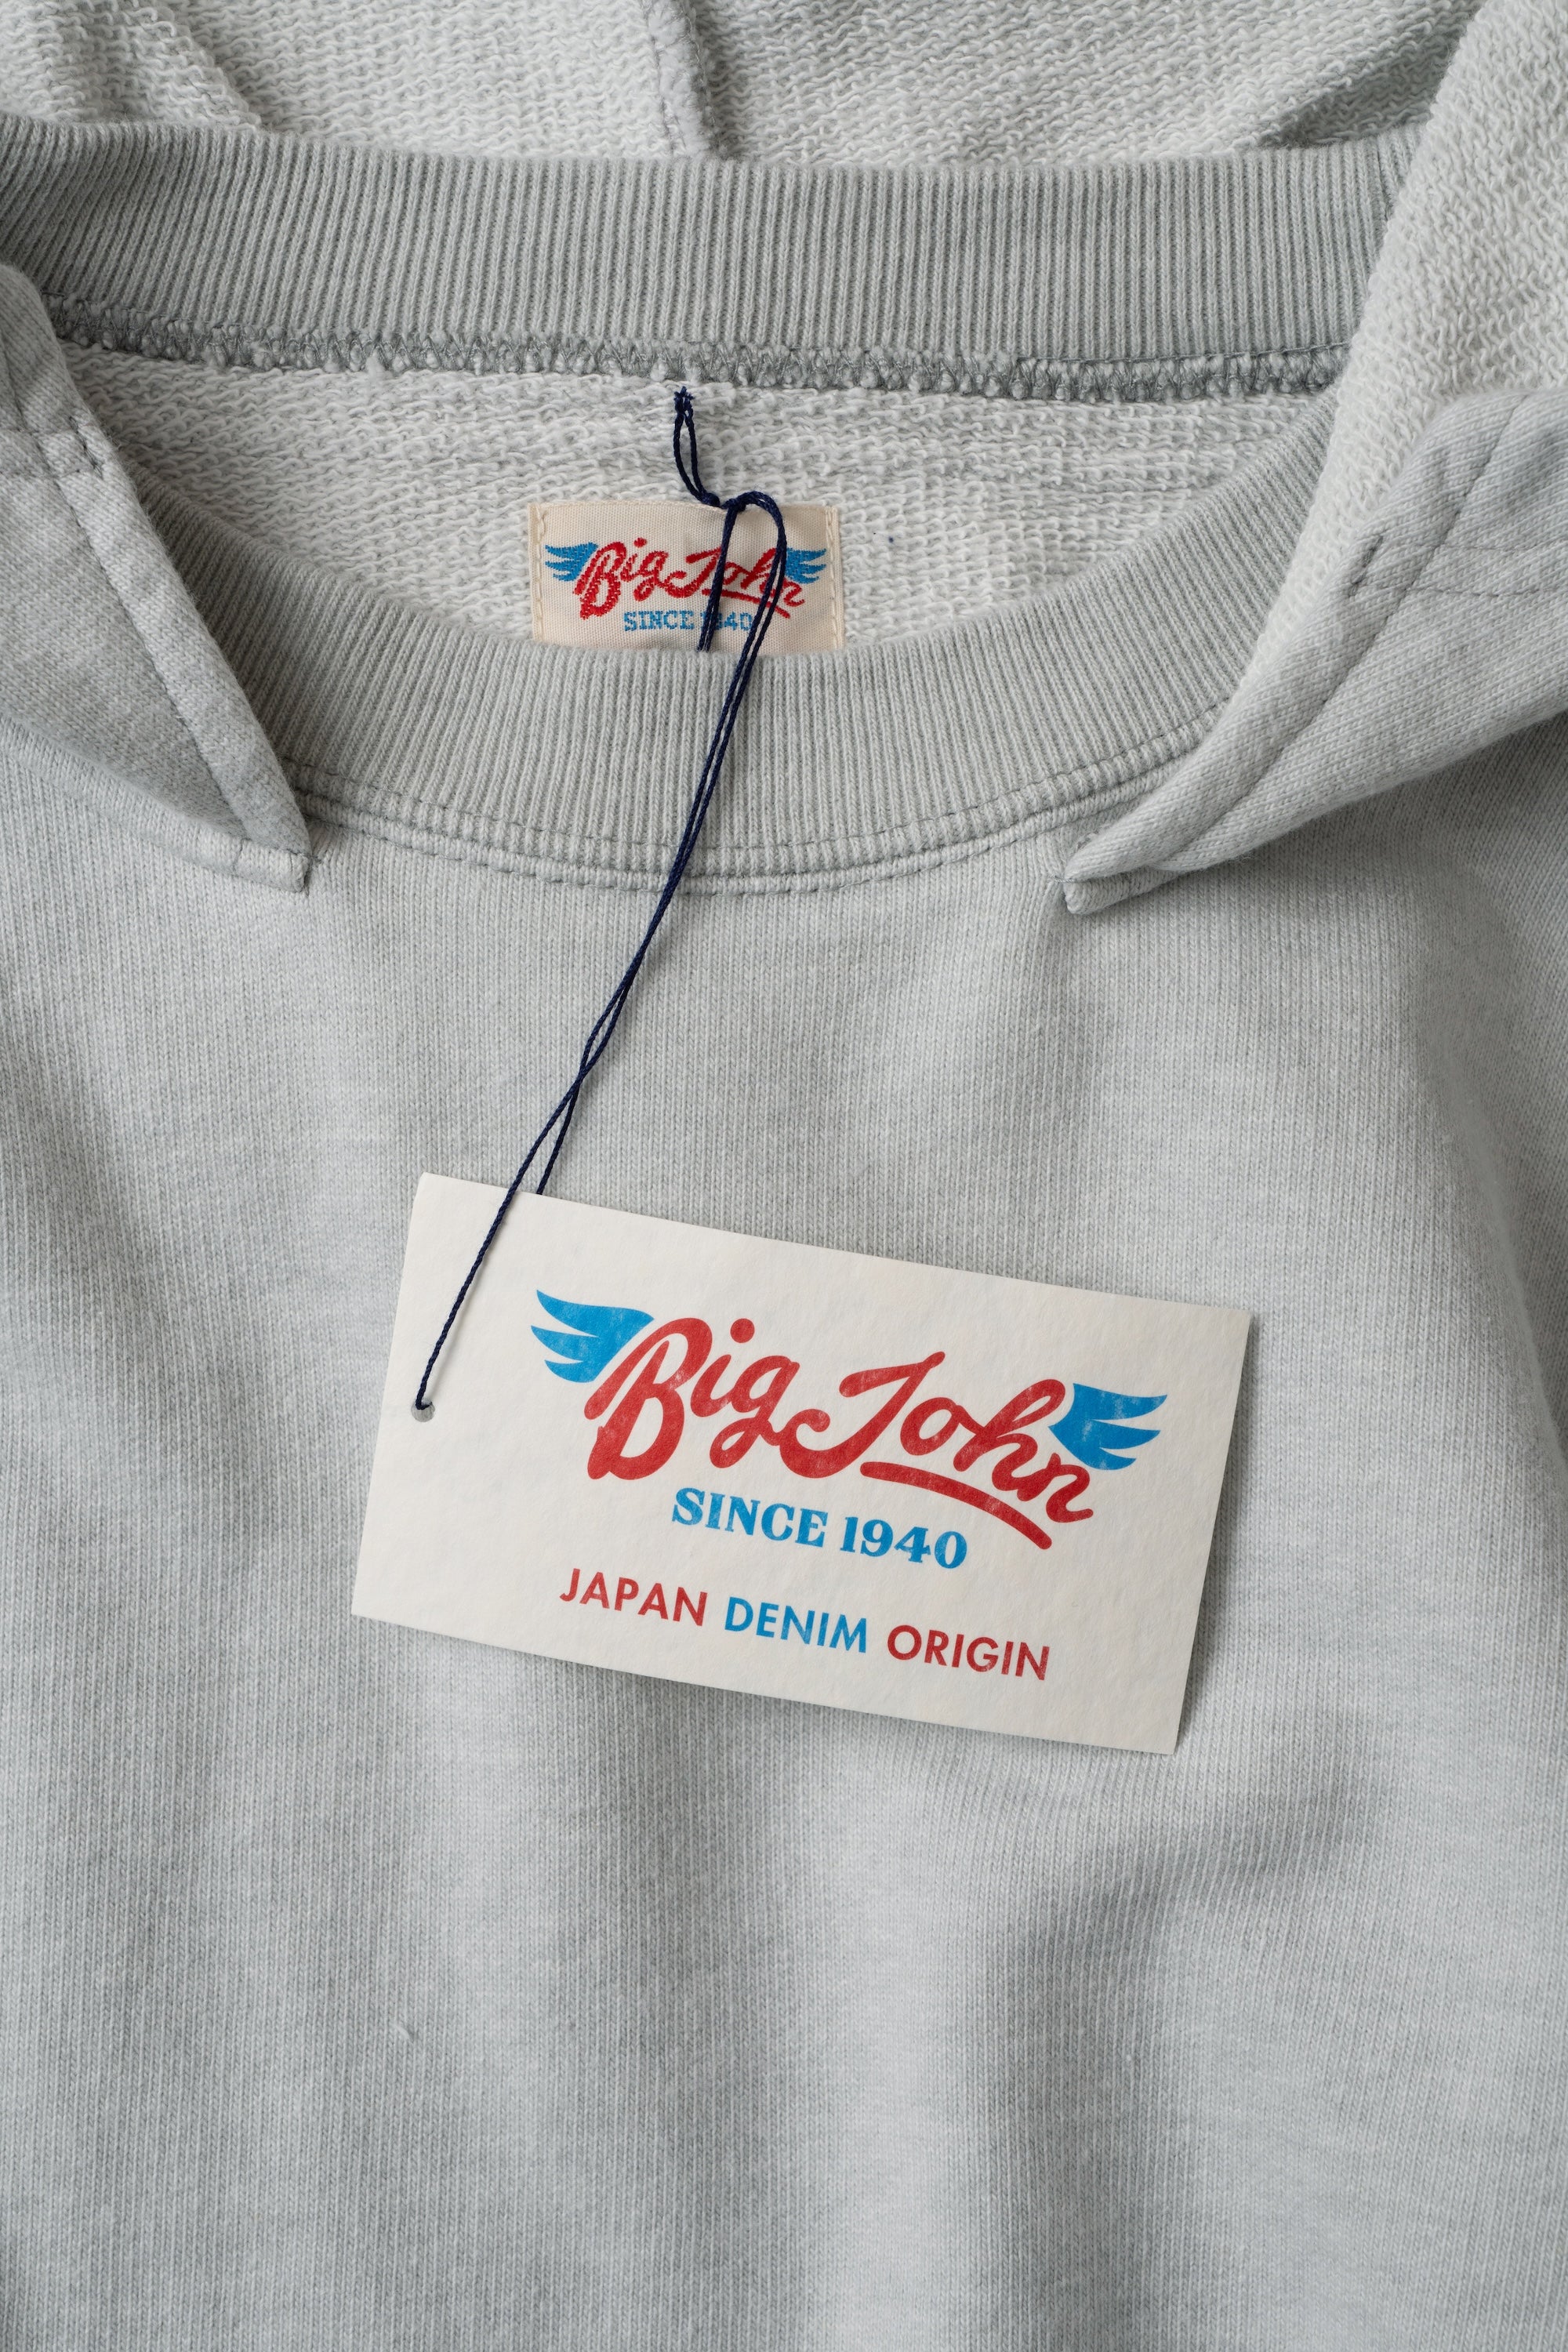 Big John
SINCE 1940
Big John
SINCE 1940
JAPAN DENIM ORIGIN